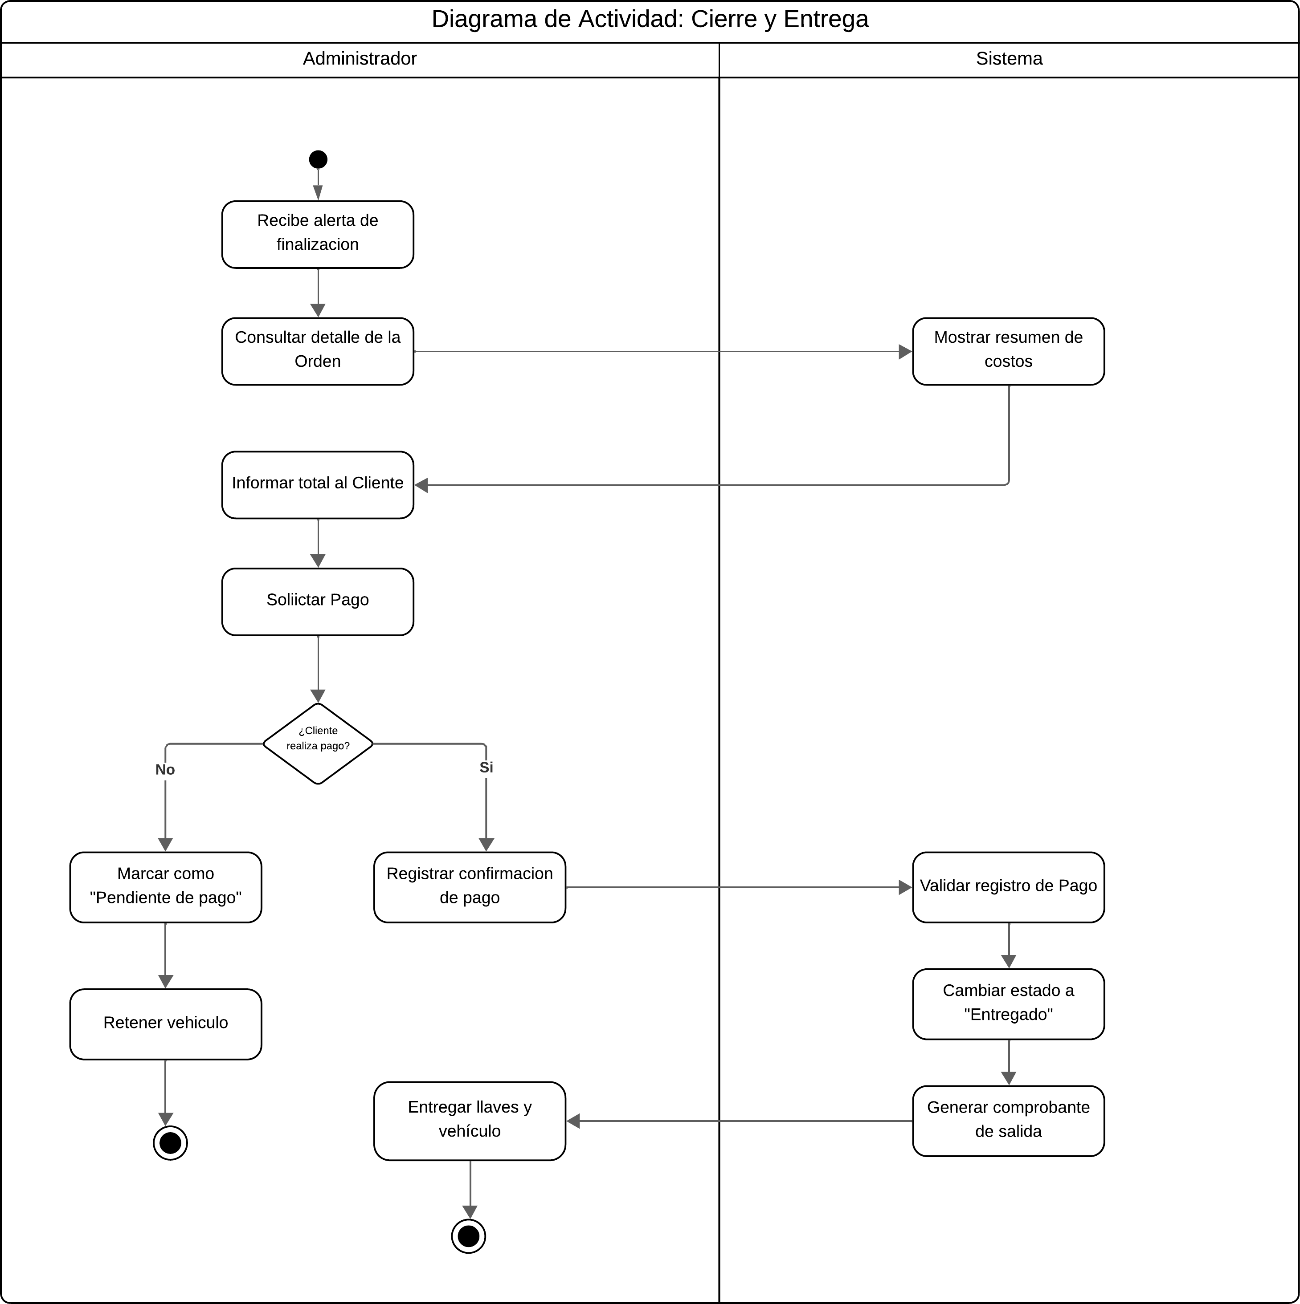 Diagrama de Actividad: Cierre y Entrega
Administrador
Sistema
Recibe alerta de
finalizacion
Consultar detalle de la
Orden
Mostrar resumen de
costos
Informar total al Cliente
Soliictar Pago
¿Cliente
realiza pago?
No
Si
Marcar como
"Pendiente de pago"
Registrar confirmacion
de pago
Validar registro de Pago
Retener vehiculo
Cambiar estado a
"Entregado"
Entregar llaves y
vehículo
Generar comprobante
de salida